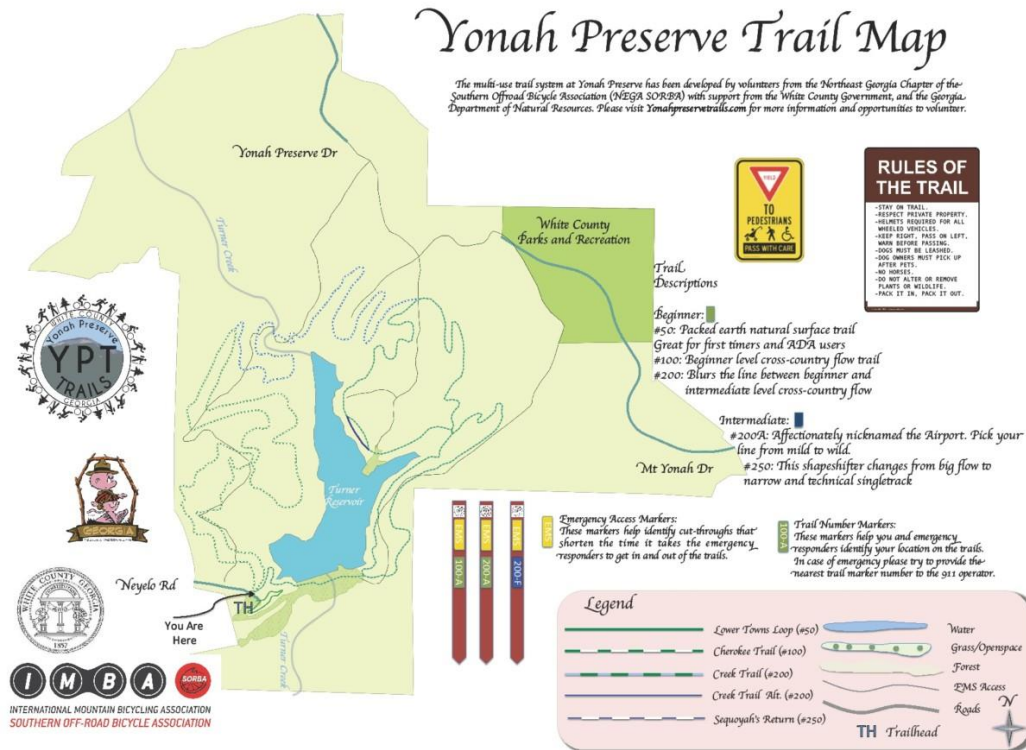 Yonah Preserve Trail Map
The multi-use trail system at Yonah Preserve has been developed by volunteers from the Northeast Georgia Chapter of the
Southern Offroad Bicycle Association (NEGA SORBA) with support from the White County Government, and the Georgia
Department of Natural Resources. Please visit Yonahpreservetrails.com for more information and opportunities to volunteer.
Yonah Preserve Dr
Turner Creek
White County
Parks and Recreation
YIELD
TO
PEDESTRIANS
PASS WITH CARE
RULES OF
THE TRAIL
-STAY ON TRAIL.
-RESPECT PRIVATE PROPERTY.
-HELMETS REQUIRED FOR ALL
WHEELED VEHICLES.
-KEEP RIGHT, PASS ON LEFT,
WARN BEFORE PASSING.
-DOGS MUST BE LEASHED.
-DOG OWNERS MUST PICK UP
AFTER PETS.
-NO HORSES.
-DO NOT ALTER OR REMOVE
PLANTS OR WILDLIFE.
-PACK IT IN, PACK IT OUT.
Trail
Descriptions
Beginner:
#50: Packed earth natural surface trail
Great for first timers and ADA users
#100: Beginner level cross-country flow trail
#200: Blurs the line between beginner and
intermediate level cross-country flow
Intermediate:
#200A: Affectionately nicknamed the Airport. Pick your
line from mild to wild.
#250: This shapeshifter changes from big flow to
narrow and technical singletrack
Mt Yonah Dr
WHITE COUNTY
Yonah Preserve
YPT
TRAILS
GEORGIA
GEORGIA
Turner
Reservoir
EMS
100-A
EMS
200-A
EMS
200-F
EMS
Emergency Access Markers:
These markers help identify cut-throughs that
shorten the time it takes the emergency
responders to get in and out of the trails.
100-A
Trail Number Markers:
These markers help you and emergency
responders identify your location on the trails.
In case of emergency please try to provide the
nearest trail marker number to the 911 operator.
Neyelo Rd
TH
You Are
Here
Turner Creek
WHITE COUNTY GEORGIA
1857
IMBA
SORBA
INTERNATIONAL MOUNTAIN BICYCLING ASSOCIATION
SOUTHERN OFF-ROAD BICYCLE ASSOCIATION
Legend
Lower Towns Loop (#50)
Cherokee Trail (#100)
Creek Trail (#200)
Creek Trail Alt. (#200)
Sequoyah's Return (#250)
Water
Grass/Openspace
Forest
EMS Access
Roads
TH Trailhead
N